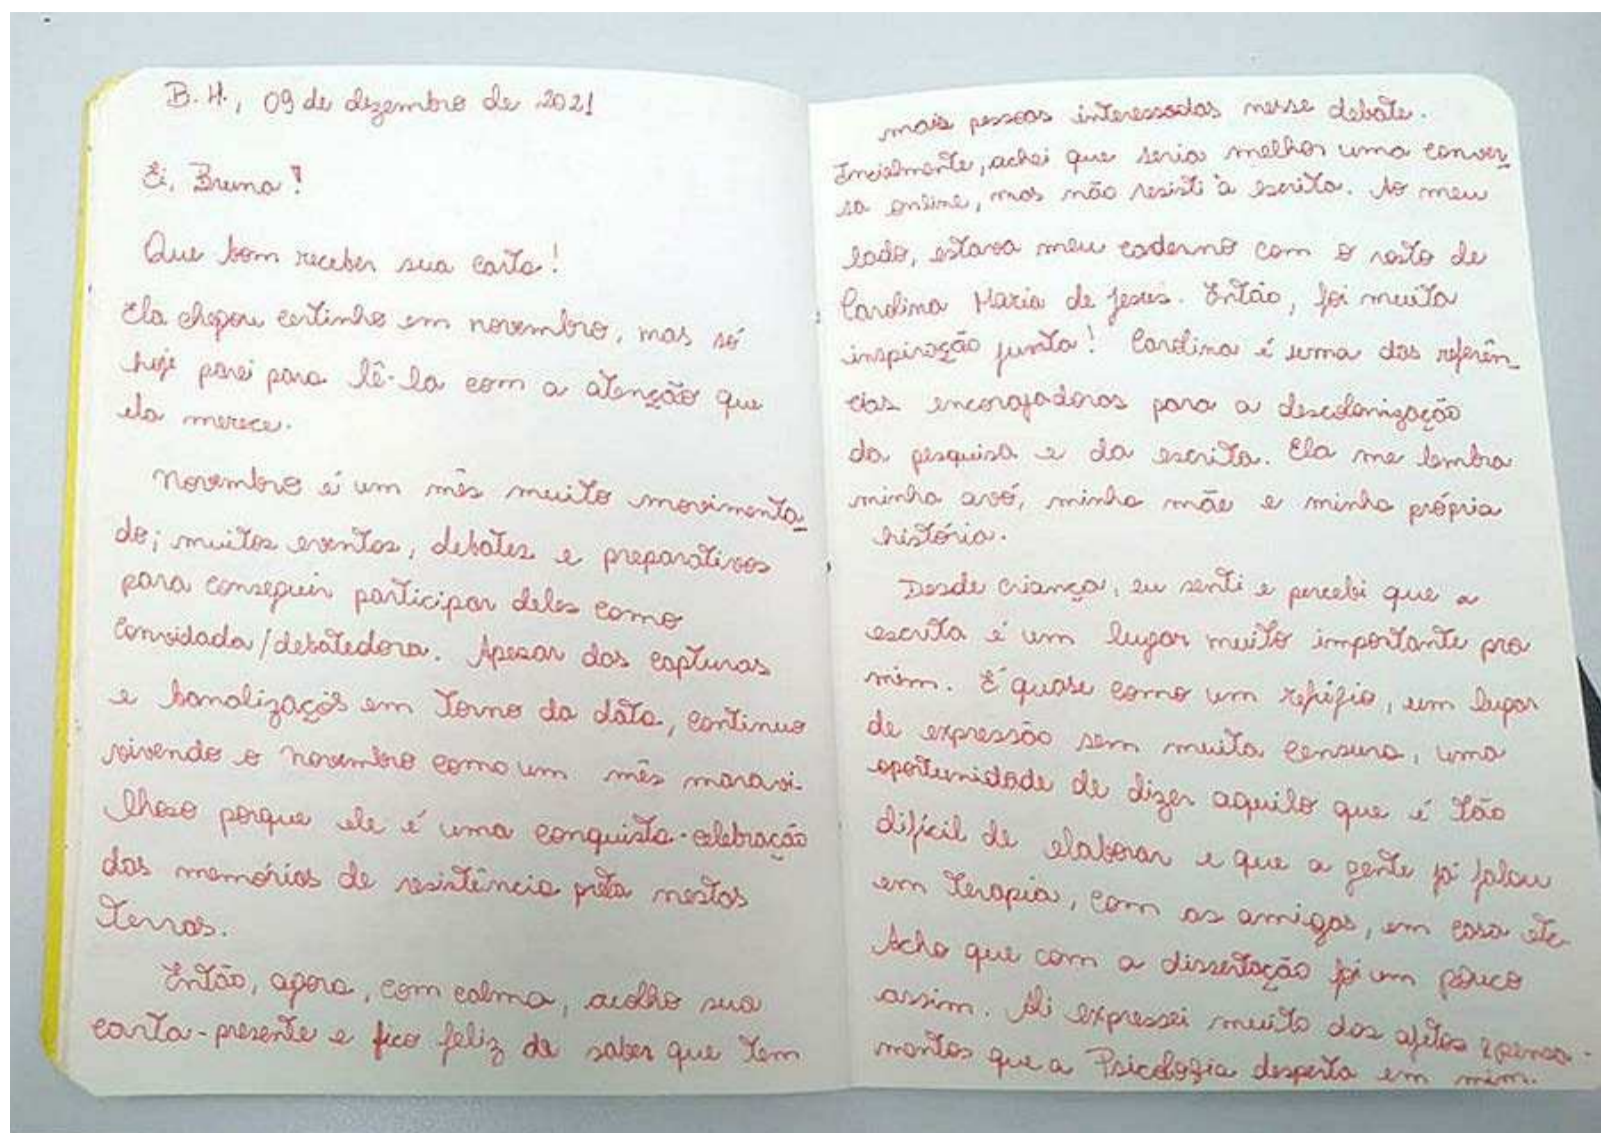 B.H., 09 de dezembro de 2021
Ei, Bruna!
Que bom receber sua carta!
Ela chegou certinho em novembro, mas só
hoje parei para lê-la com a atenção que
ela merece.
Novembro é um mês muito movimenta_
do; muitos eventos, debates e preparativos
para conseguir participar deles como
convidada/debatedora. Apesar das capturas
e banalizações em torno da data, continuo
vivendo o novembro como um mês maravi-
lhoso porque ele é uma conquista-celebração
das memórias de resistência preta nestas
terras.
Então, agora, com calma, acolho sua
carta-presente e fico feliz de saber que tem
mais pessoas interessadas nesse debate.
Incialmente, achei que seria melhor uma conver_
sa online, mas não resisti à escrita. Ao meu
lado, estava meu caderno com o rosto de
Carolina Maria de Jesus. Então, foi muita
inspiração junta! Carolina é uma das referên_
cias encorajadoras para a descolonização
da pesquisa e da escrita. Ela me lembra
minha avó, minha mãe e minha própria
história.
Desde criança, eu senti e percebi que a
escrita é um lugar muito importante pra
mim. É quase como um refúgio, um lugar
de expressão sem muita censura, uma
oportunidade de dizer aquilo que é tão
difícil de elaborar e que a gente já falou
em terapia, com as amigas, em casa etc.
Acho que com a dissertação foi um pouco
assim. Ali expressei muito dos afetos e pensa-
mentos que a Psicologia desperta em mim.